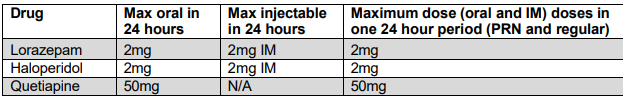 Drug Max oral in 24 hours Max injectable in 24 hours Maximum dose (oral and IM) doses in one 24 hour period (PRN and regular)
Lorazepam 2mg 2mg IM 2mg
Haloperidol 2mg 2mg IM 2mg
Quetiapine 50mg N/A 50mg